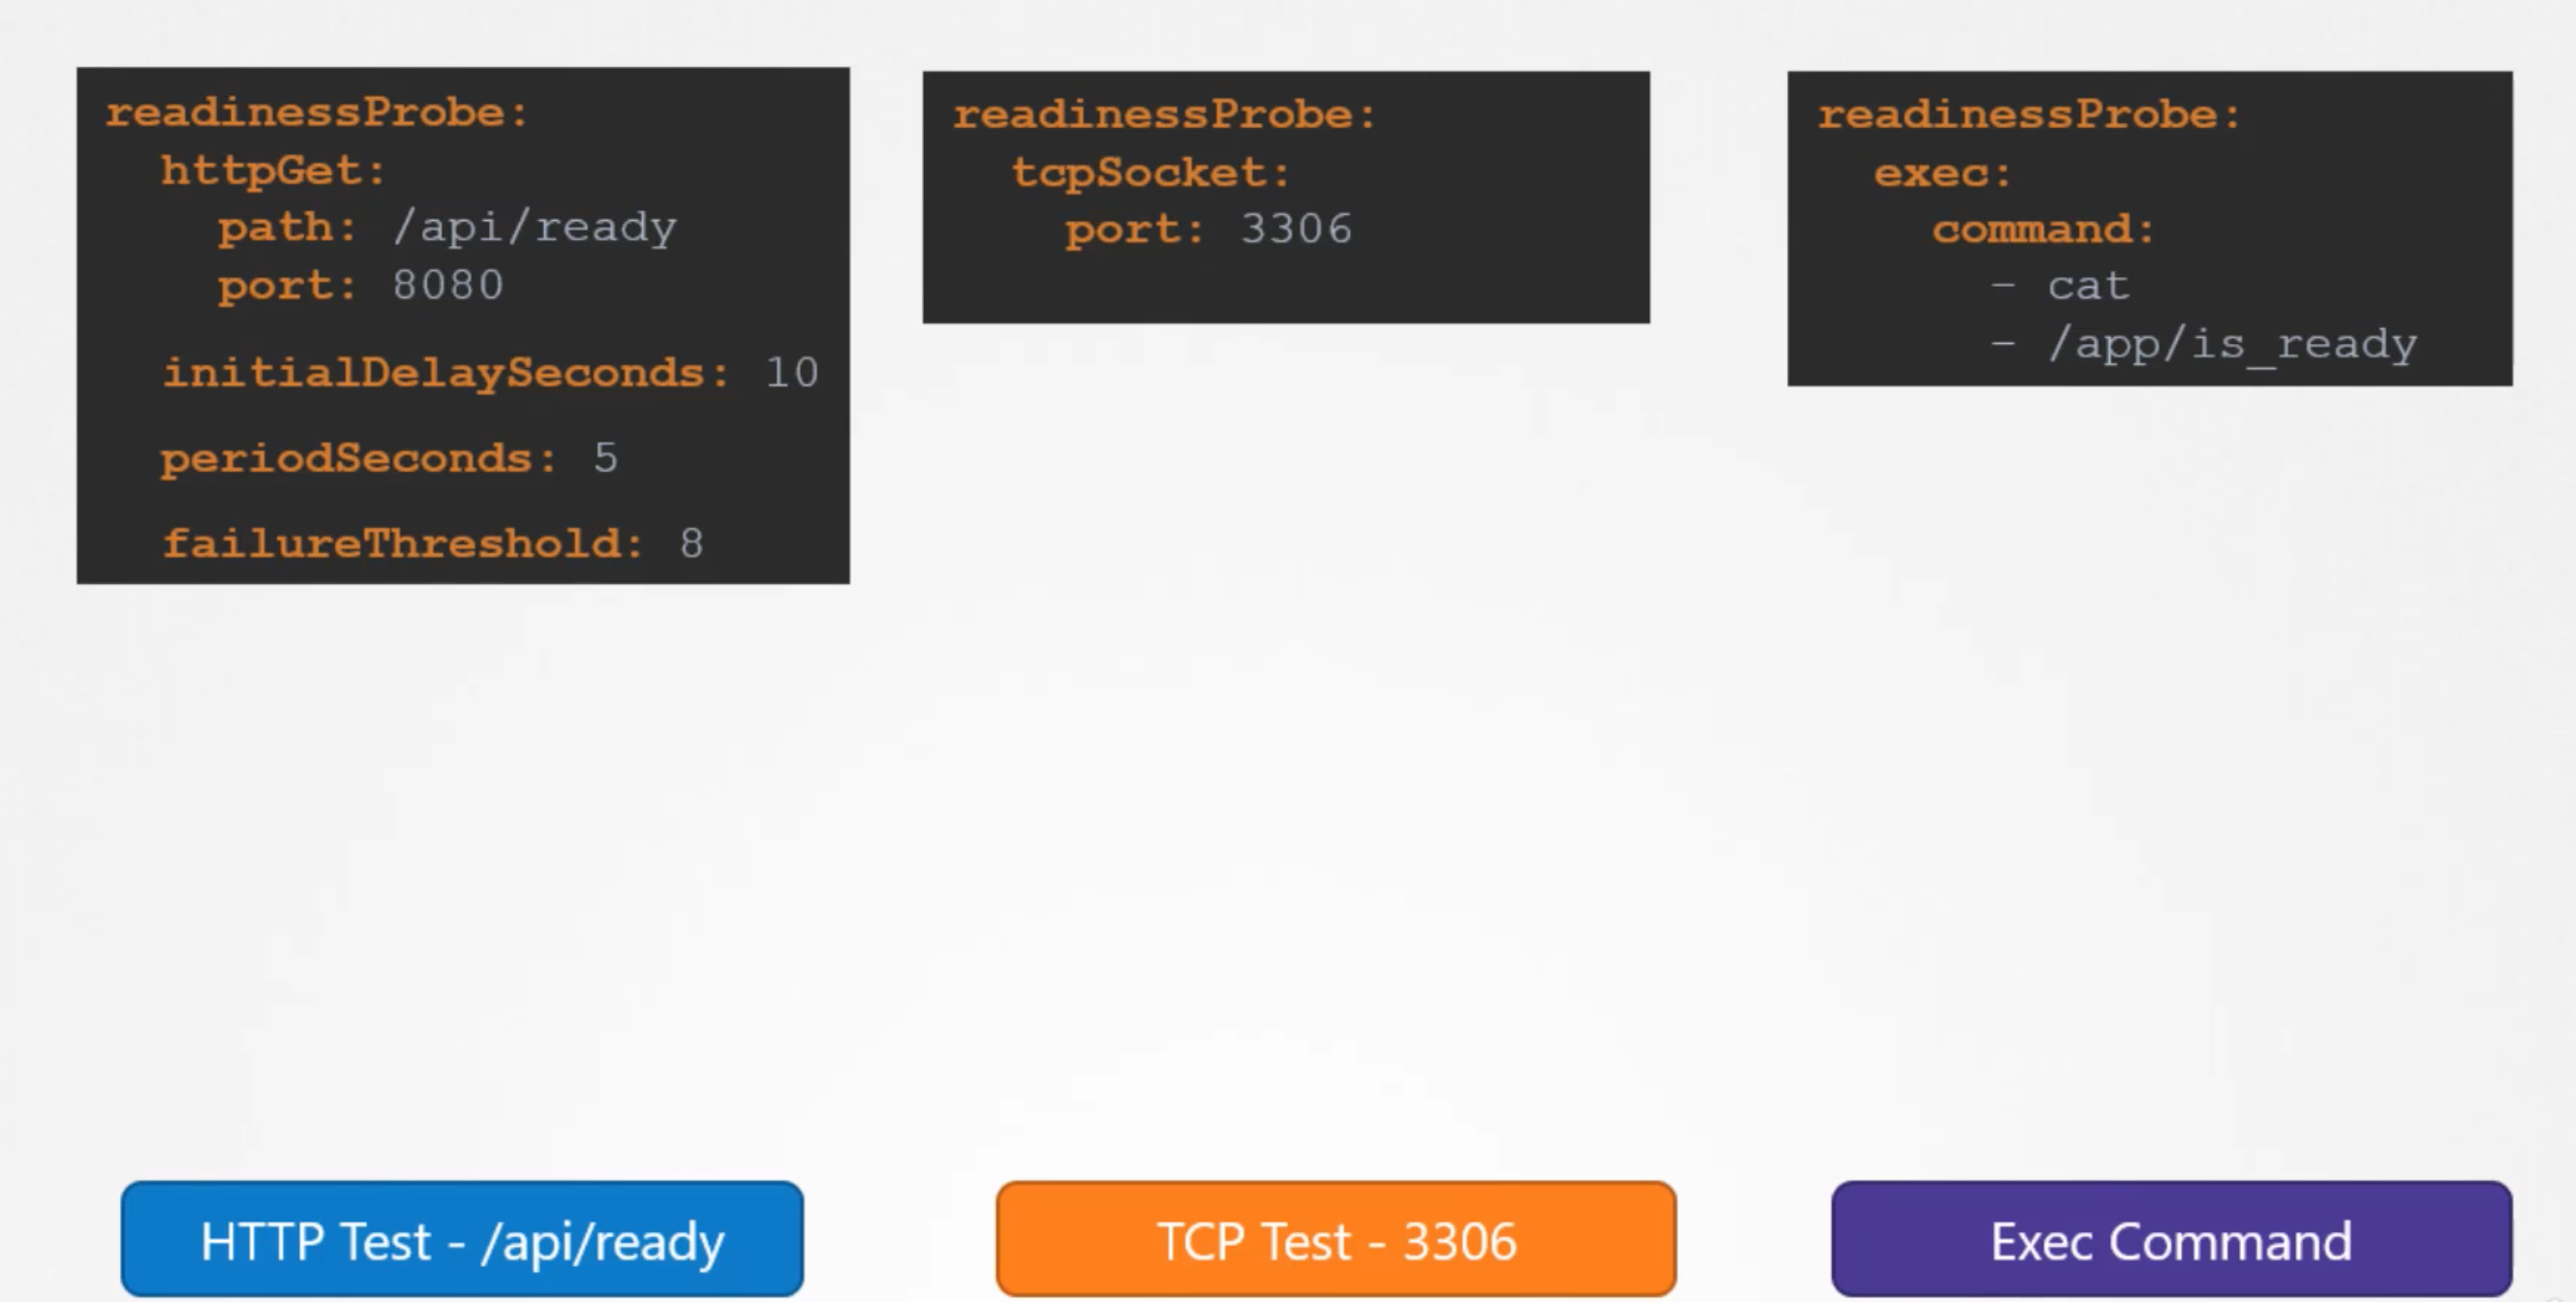 readinessProbe:
  httpGet:
    path: /api/ready
    port: 8080
  initialDelaySeconds: 10
  periodSeconds: 5
  failureThreshold: 8
readinessProbe:
  tcpSocket:
    port: 3306
readinessProbe:
  exec:
    command:
      - cat
      - /app/is_ready
HTTP Test - /api/ready
TCP Test - 3306
Exec Command